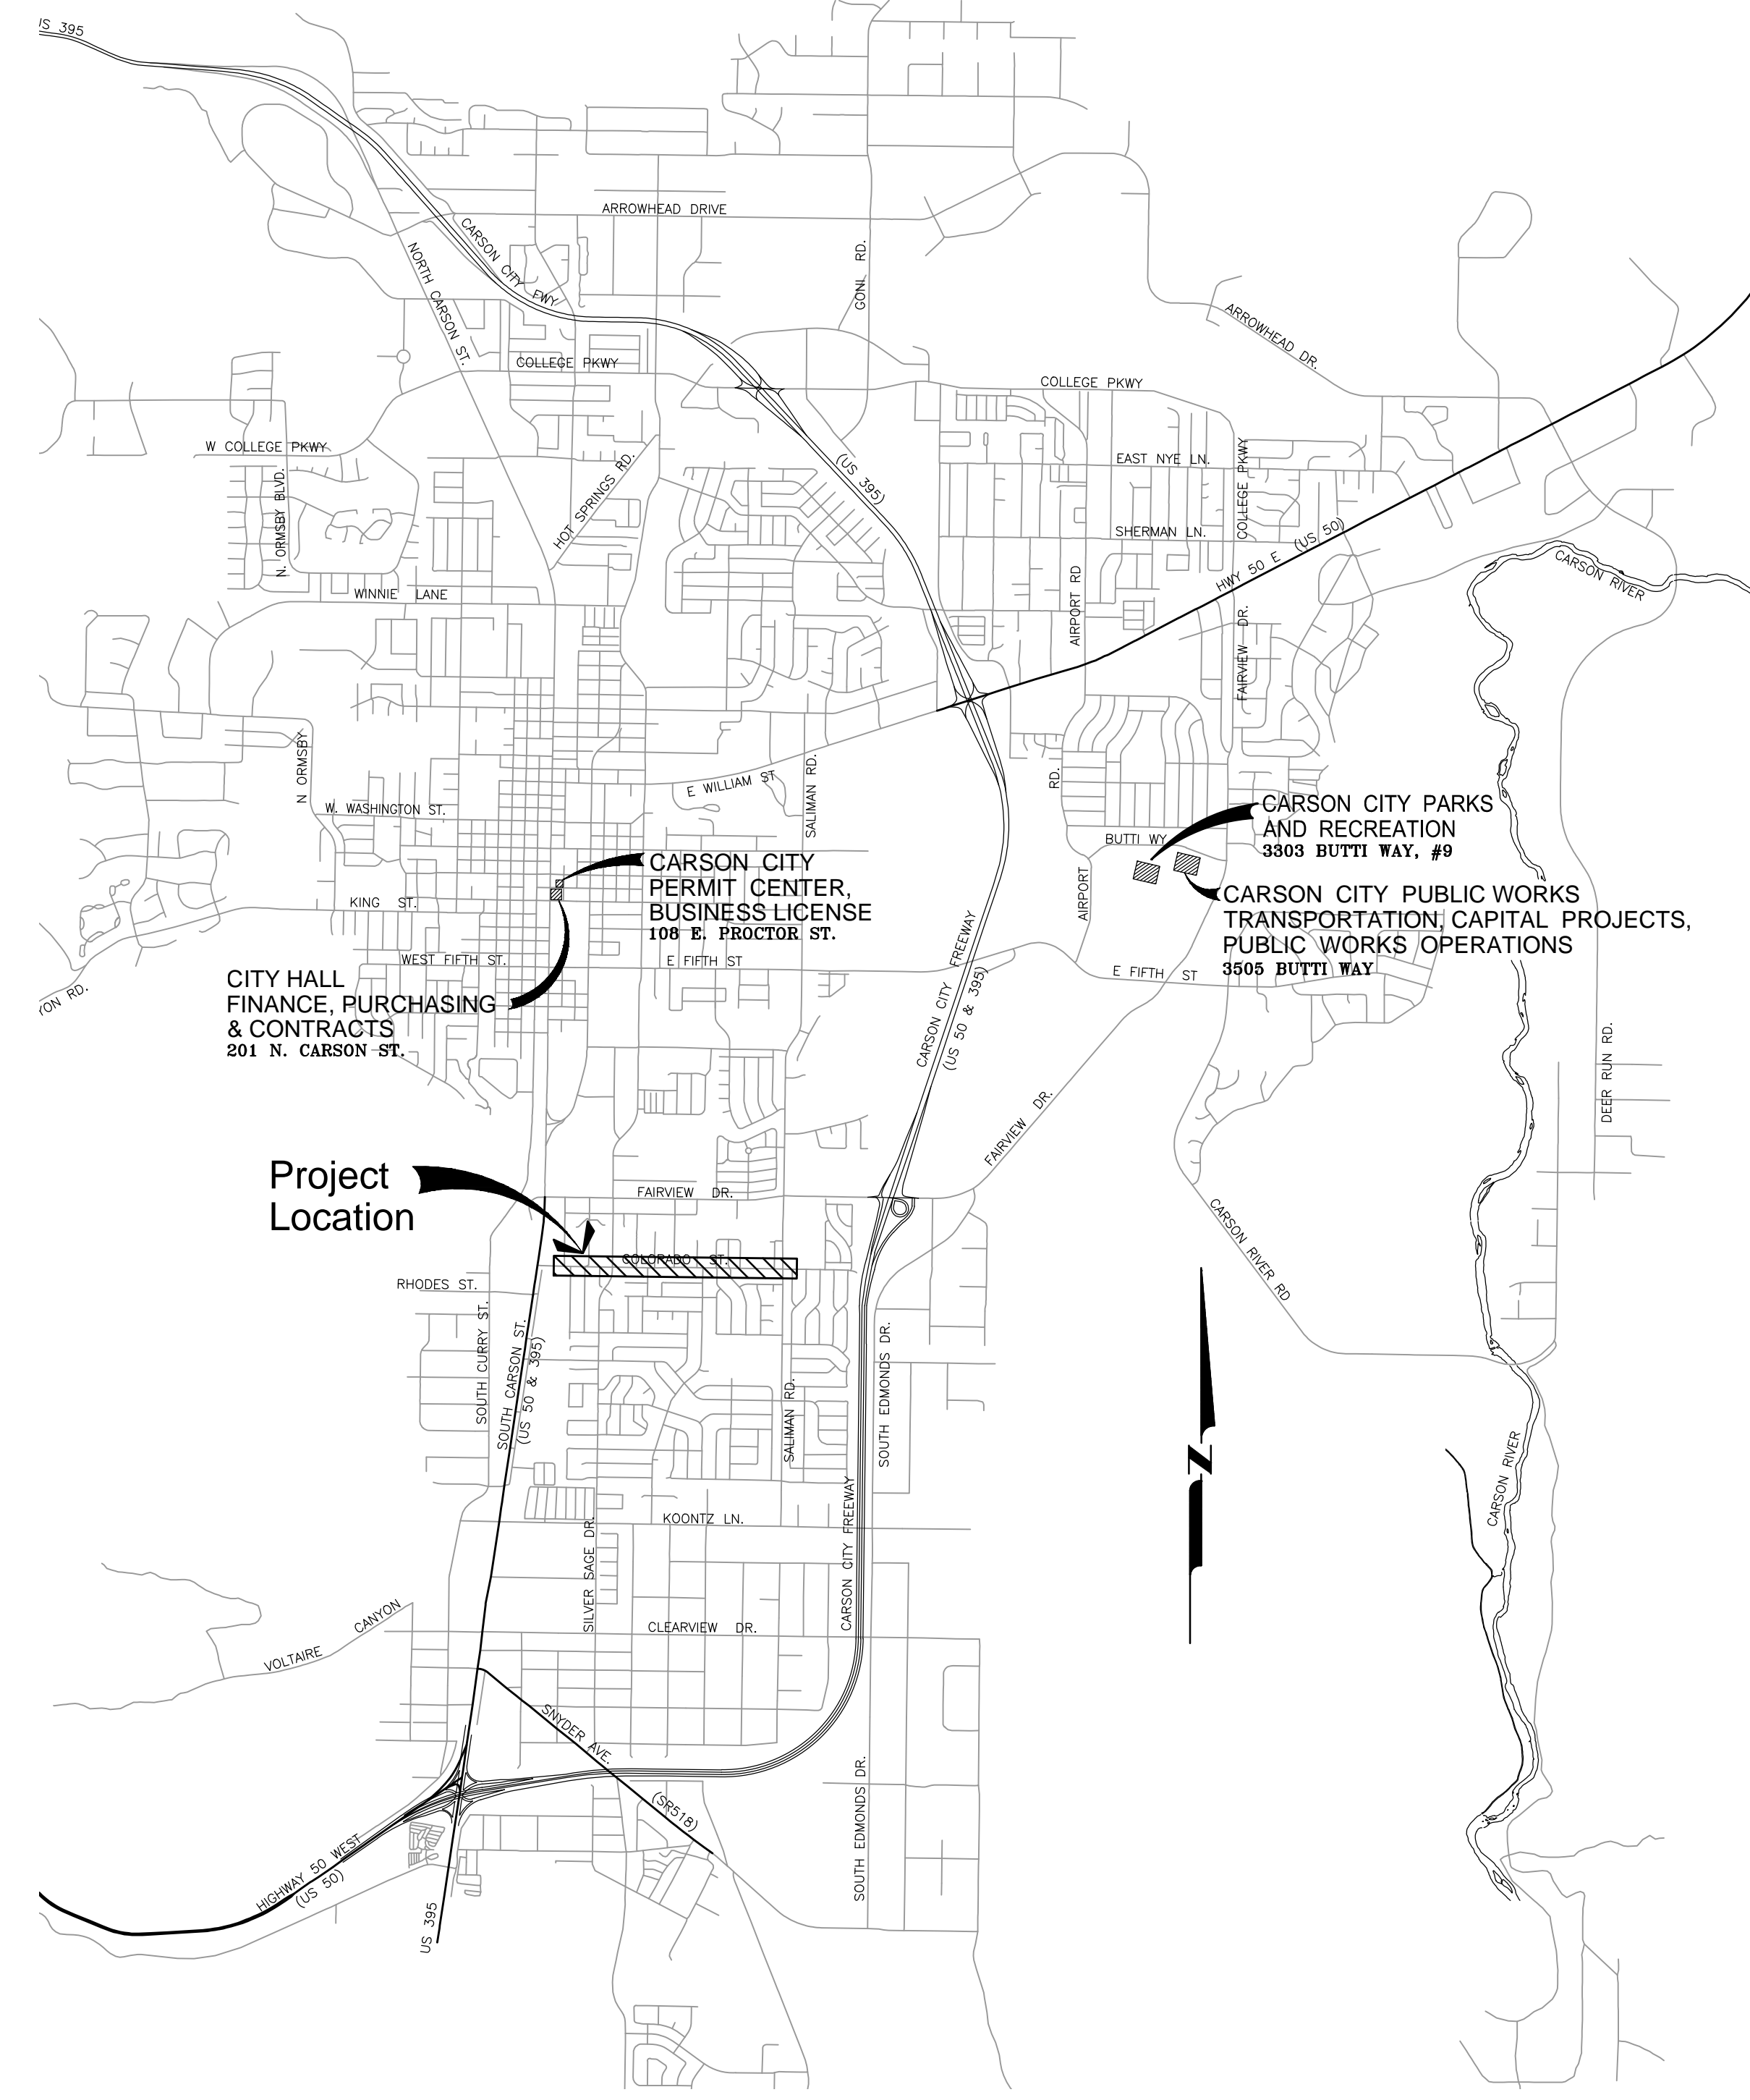 US 395
ARROWHEAD DRIVE
CARSON CITY FWY
NORTH CARSON ST.
GONI RD.
ARROWHEAD DR.
COLLEGE PKWY
COLLEGE PKWY
W COLLEGE PKWY
N. ORMSBY BLVD.
HOT SPRINGS RD.
(US 395)
EAST NYE LN.
COLLEGE PKWY
SHERMAN LN.
HWY 50 E (US 50)
CARSON RIVER
WINNIE LANE
AIRPORT RD
FAIRVIEW DR.
N ORMSBY
E WILLIAM ST
SALIMAN RD.
RD.
W. WASHINGTON ST.
CARSON CITY PARKS
AND RECREATION
3303 BUTTI WAY, #9
BUTTI WY
CARSON CITY
PERMIT CENTER,
BUSINESS LICENSE
108 E. PROCTOR ST.
AIRPORT
CARSON CITY PUBLIC WORKS
TRANSPORTATION, CAPITAL PROJECTS,
PUBLIC WORKS OPERATIONS
3505 BUTTI WAY
KING ST.
WEST FIFTH ST.
E FIFTH ST
E FIFTH ST
CITY HALL
FINANCE, PURCHASING
& CONTRACTS
201 N. CARSON ST.
YON RD.
CARSON CITY FREEWAY
(US 50 & 395)
DEER RUN RD.
FAIRVIEW DR.
Project
Location
FAIRVIEW DR.
COLORADO ST.
CARSON RIVER RD
RHODES ST.
SOUTH CURRY ST.
SOUTH CARSON ST.
(US 50 & 395)
SALIMAN RD.
SOUTH EDMONDS DR.
N
CARSON RIVER
KOONTZ LN.
SILVER SAGE DR.
CARSON CITY FREEWAY
CLEARVIEW DR.
VOLTAIRE CANYON
SNYDER AVE.
(SR518)
SOUTH EDMONDS DR.
HIGHWAY 50 WEST
(US 50)
US 395